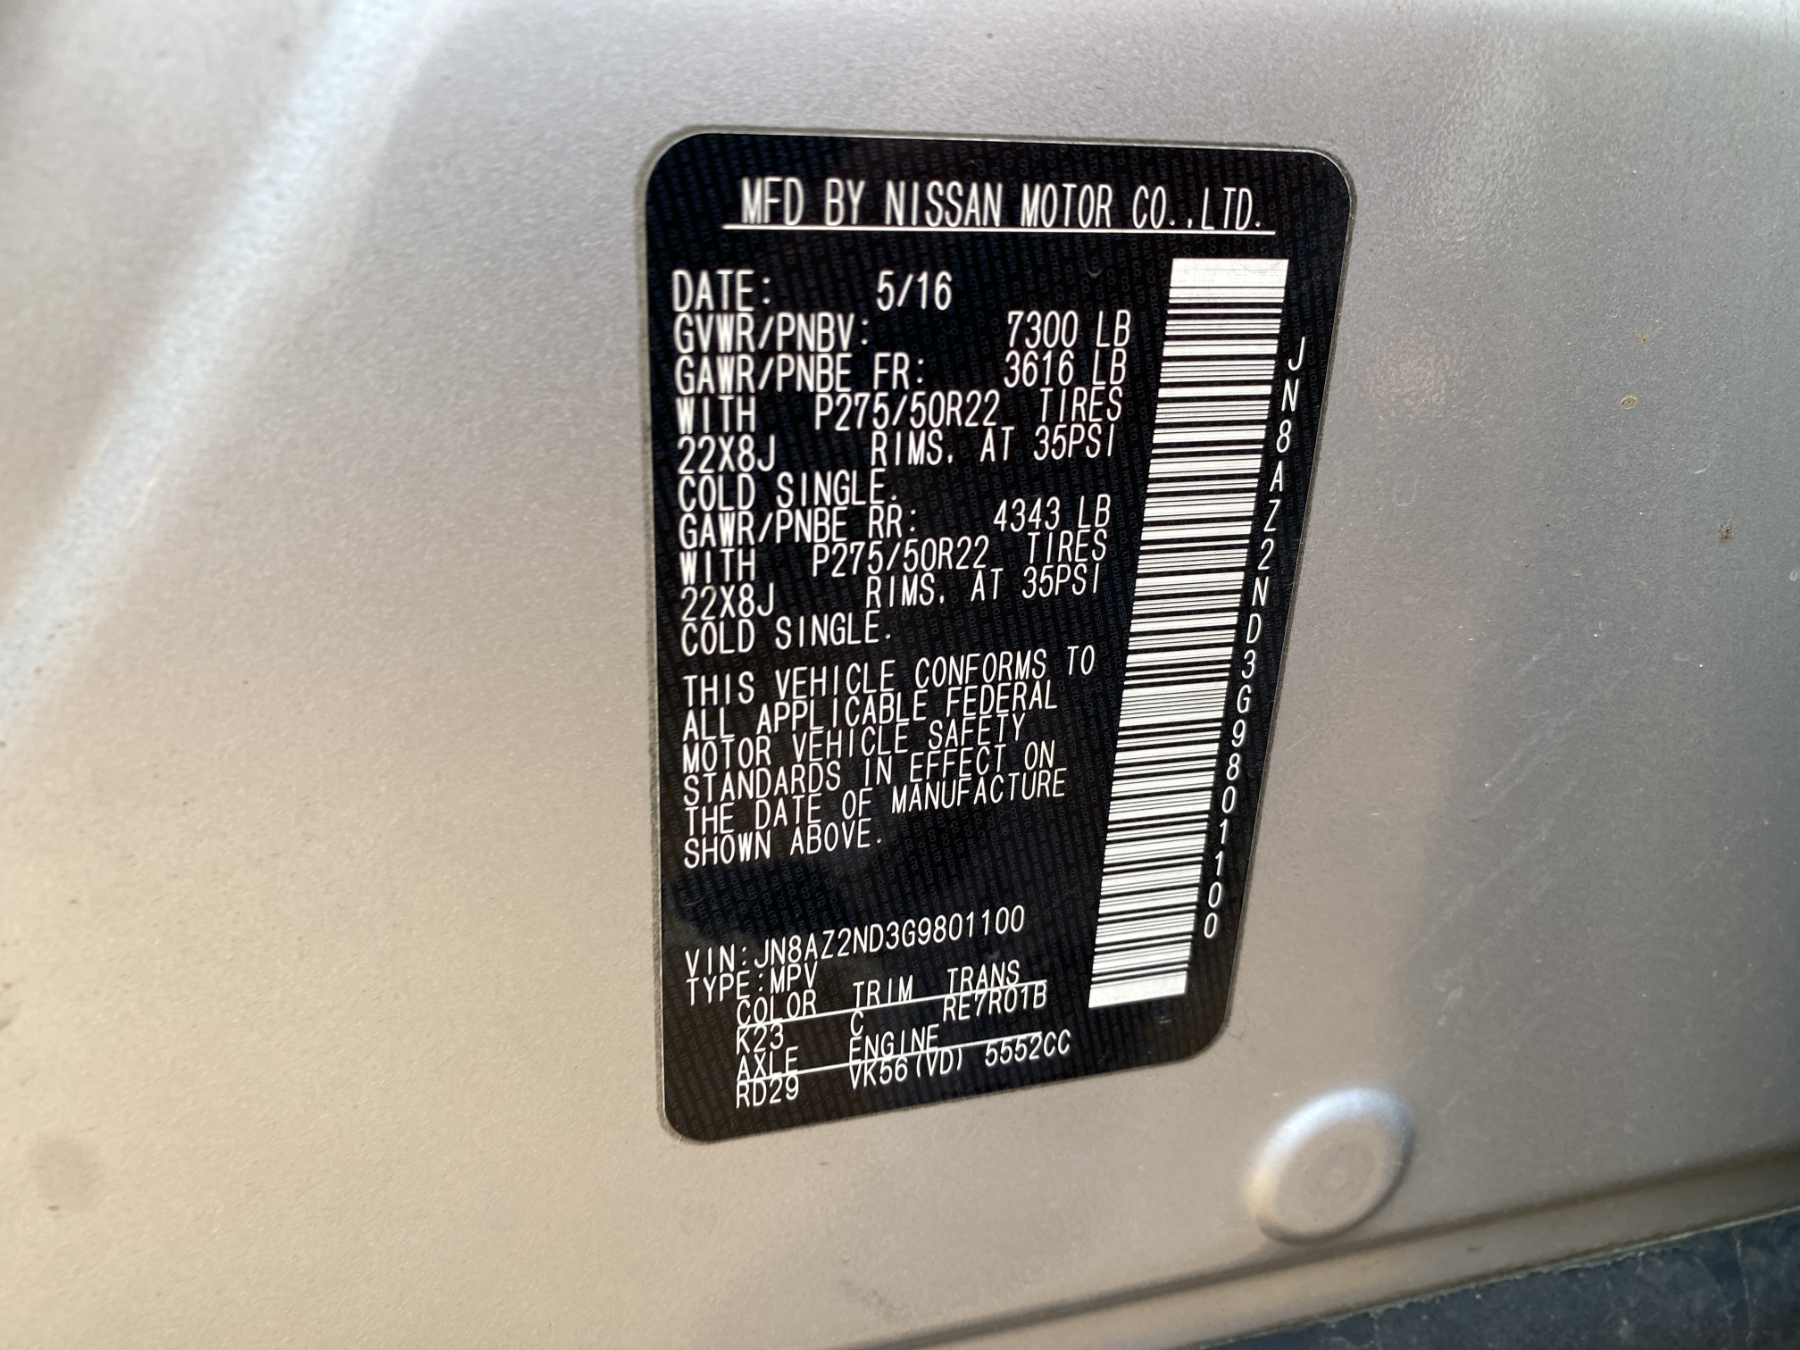 MFD BY NISSAN MOTOR CO.,LTD.
DATE: 5/16
GVWR/PNBV: 7300 LB
GAWR/PNBE FR: 3616 LB
WITH P275/50R22 TIRES
22X8J RIMS, AT 35PSI
COLD SINGLE.
GAWR/PNBE RR: 4343 LB
WITH P275/50R22 TIRES
22X8J RIMS, AT 35PSI
COLD SINGLE.
THIS VEHICLE CONFORMS TO
ALL APPLICABLE FEDERAL
MOTOR VEHICLE SAFETY
STANDARDS IN EFFECT ON
THE DATE OF MANUFACTURE
SHOWN ABOVE.
VIN:JN8AZ2ND3G9801100
TYPE:MPV
COLOR TRIM TRANS
K23 C RE7R01B
AXLE ENGINE
RD29 VK56(VD) 5552CC
JN8AZ2ND3G9801100